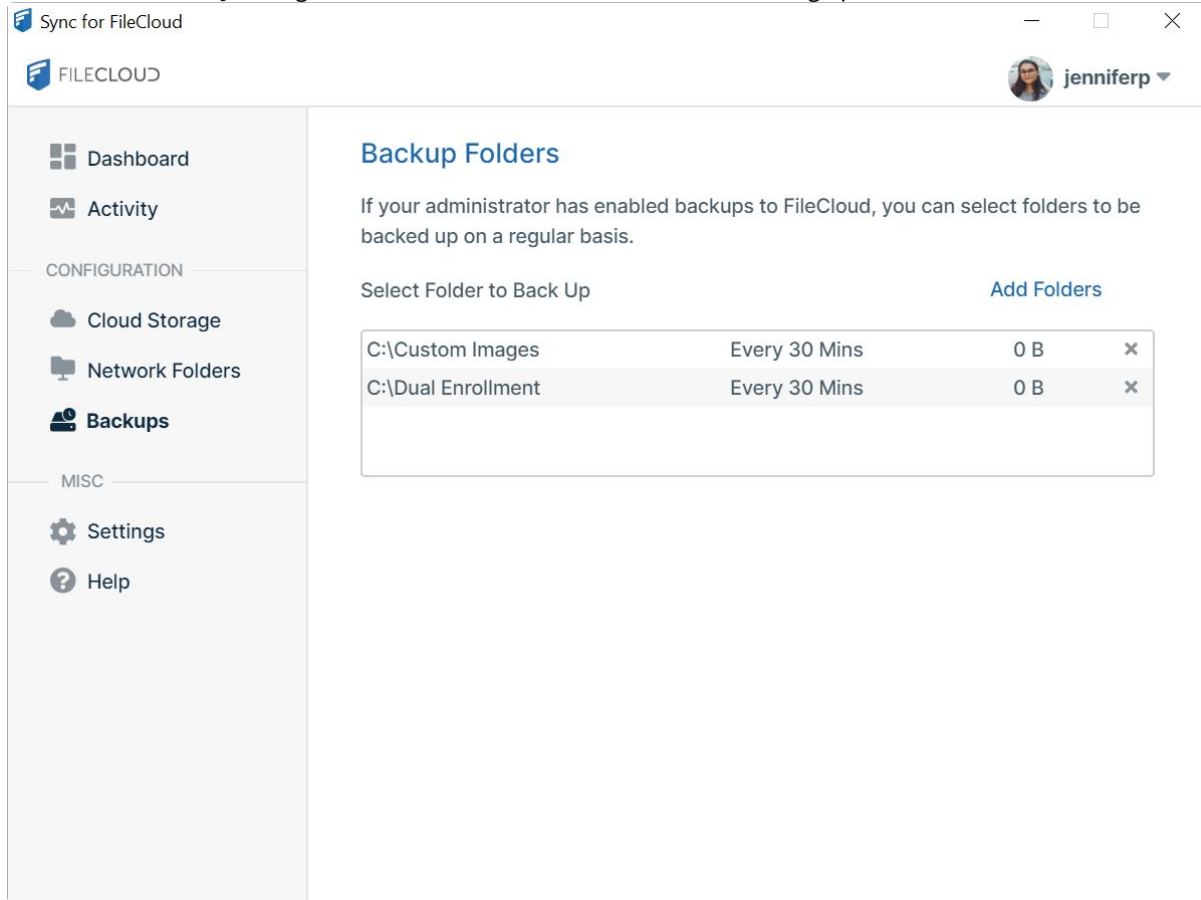 Sync for FileCloud
FILECLOUD
jenniferp
Dashboard
Activity
CONFIGURATION
Cloud Storage
Network Folders
Backups
MISC
Settings
Help
Backup Folders
If your administrator has enabled backups to FileCloud, you can select folders to be
backed up on a regular basis.
Select Folder to Back Up
Add Folders
C:\Custom Images Every 30 Mins 0 B
C:\Dual Enrollment Every 30 Mins 0 B